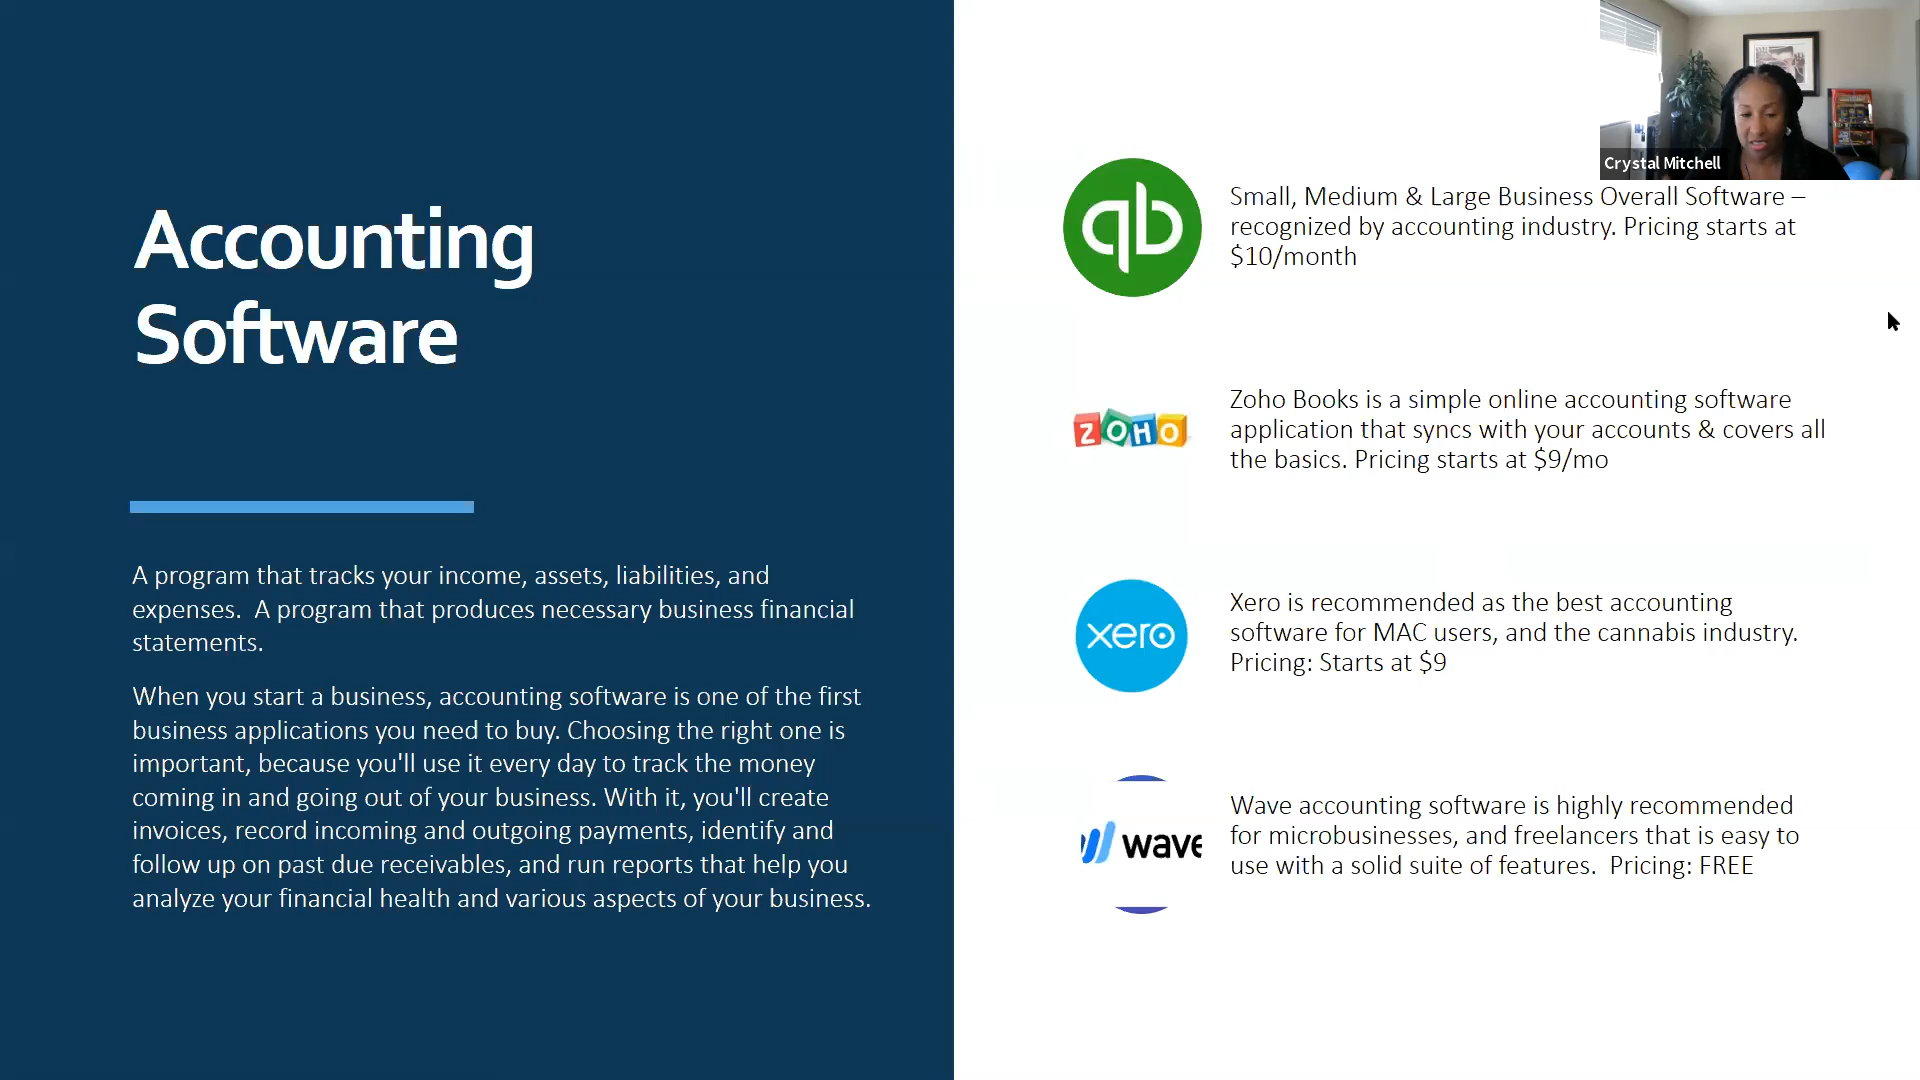 Accounting
Software
A program that tracks your income, assets, liabilities, and
expenses.  A program that produces necessary business financial
statements.
When you start a business, accounting software is one of the first
business applications you need to buy. Choosing the right one is
important, because you'll use it every day to track the money
coming in and going out of your business. With it, you'll create
invoices, record incoming and outgoing payments, identify and
follow up on past due receivables, and run reports that help you
analyze your financial health and various aspects of your business.
Crystal Mitchell
qb
Small, Medium & Large Business Overall Software –
recognized by accounting industry. Pricing starts at
$10/month
ZOHO
Zoho Books is a simple online accounting software
application that syncs with your accounts & covers all
the basics. Pricing starts at $9/mo
xero
Xero is recommended as the best accounting
software for MAC users, and the cannabis industry.
Pricing: Starts at $9
wave
Wave accounting software is highly recommended
for microbusinesses, and freelancers that is easy to
use with a solid suite of features.  Pricing: FREE